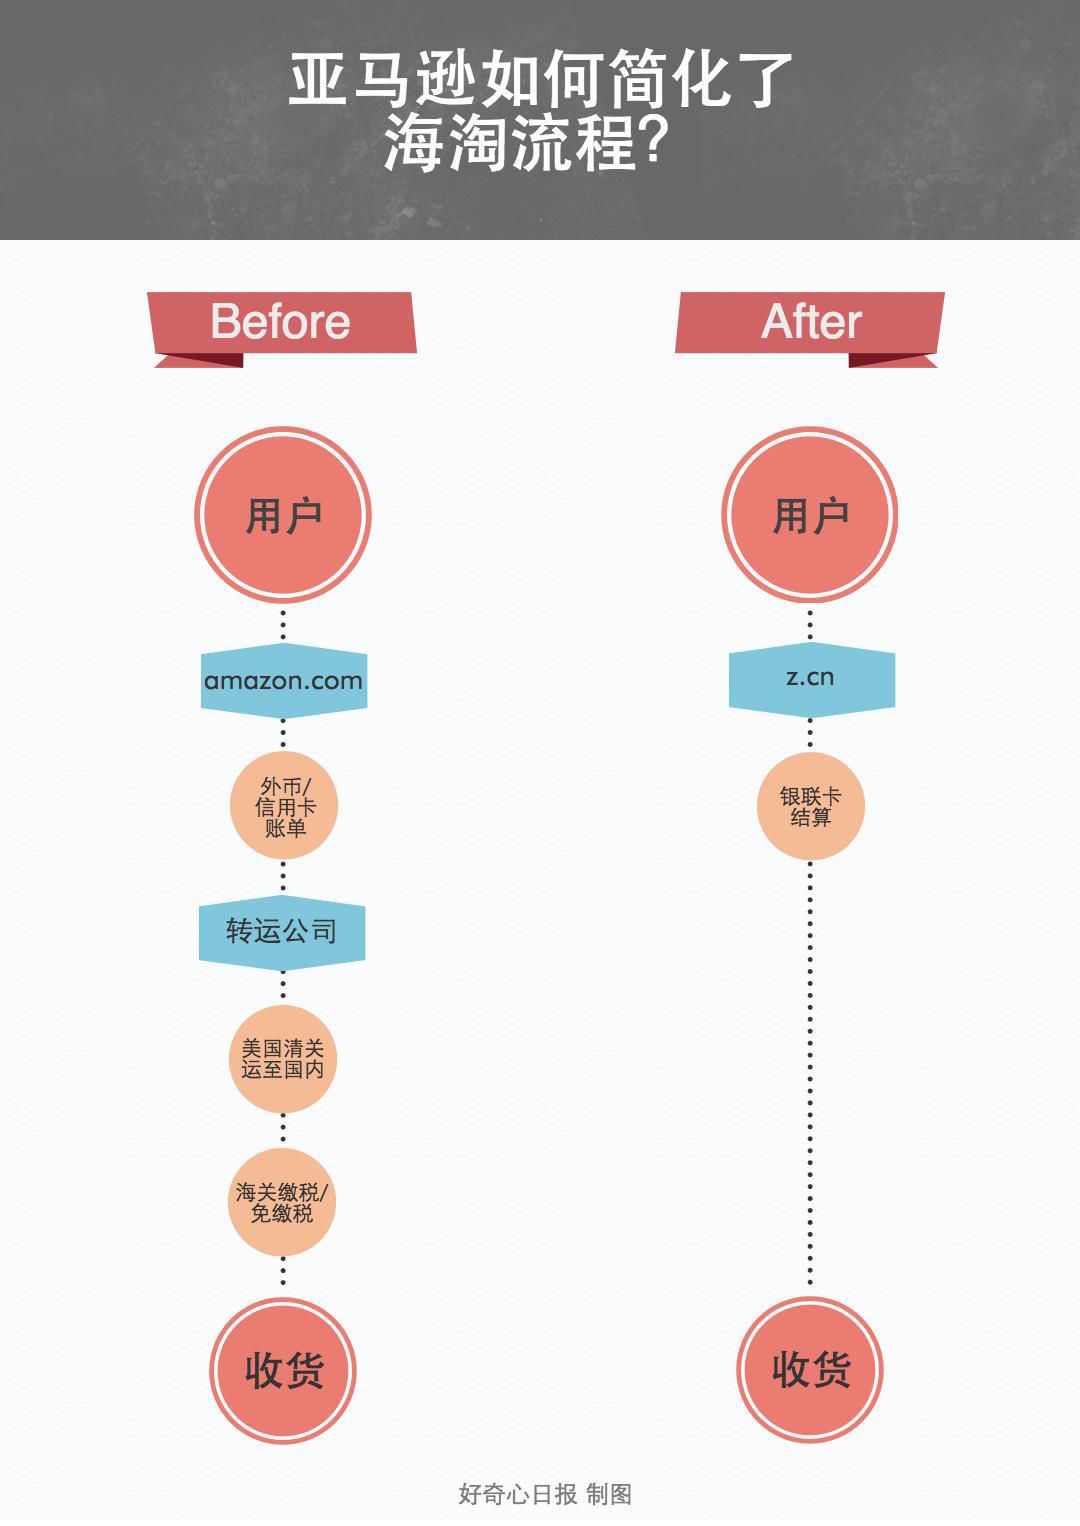 亚马逊如何简化了
海淘流程?
Before
After
用户
amazon.com
外币/
信用卡
账单
转运公司
美国清关
运至国内
海关缴税/
免缴税
收货
用户
z.cn
银联卡
结算
收货
好奇心日报 制图